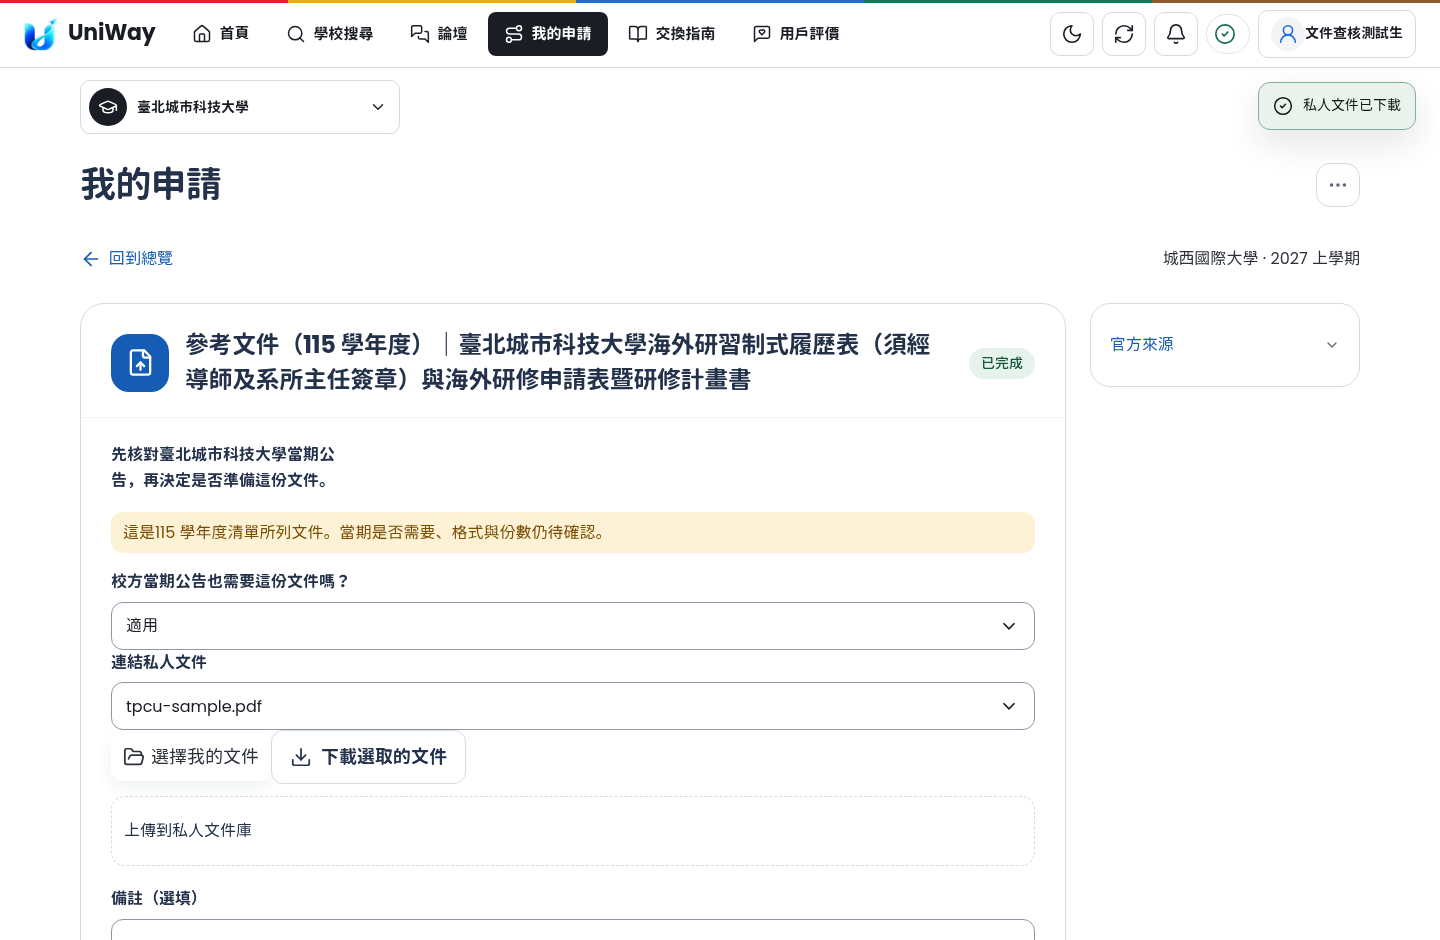 UniWay
首頁
學校搜尋
論壇
我的申請
交換指南
用戶評價
文件查核測試生
臺北城市科技大學
私人文件已下載
我的申請
回到總覽
城西國際大學 · 2027 上學期
參考文件（115 學年度）｜臺北城市科技大學海外研習制式履歷表（須經
導師及系所主任簽章）與海外研修申請表暨研修計畫書
已完成
官方來源
先核對臺北城市科技大學當期公
告，再決定是否準備這份文件。
這是115 學年度清單所列文件。當期是否需要、格式與份數仍待確認。
校方當期公告也需要這份文件嗎？
適用
連結私人文件
tpcu-sample.pdf
選擇我的文件
下載選取的文件
上傳到私人文件庫
備註（選填）